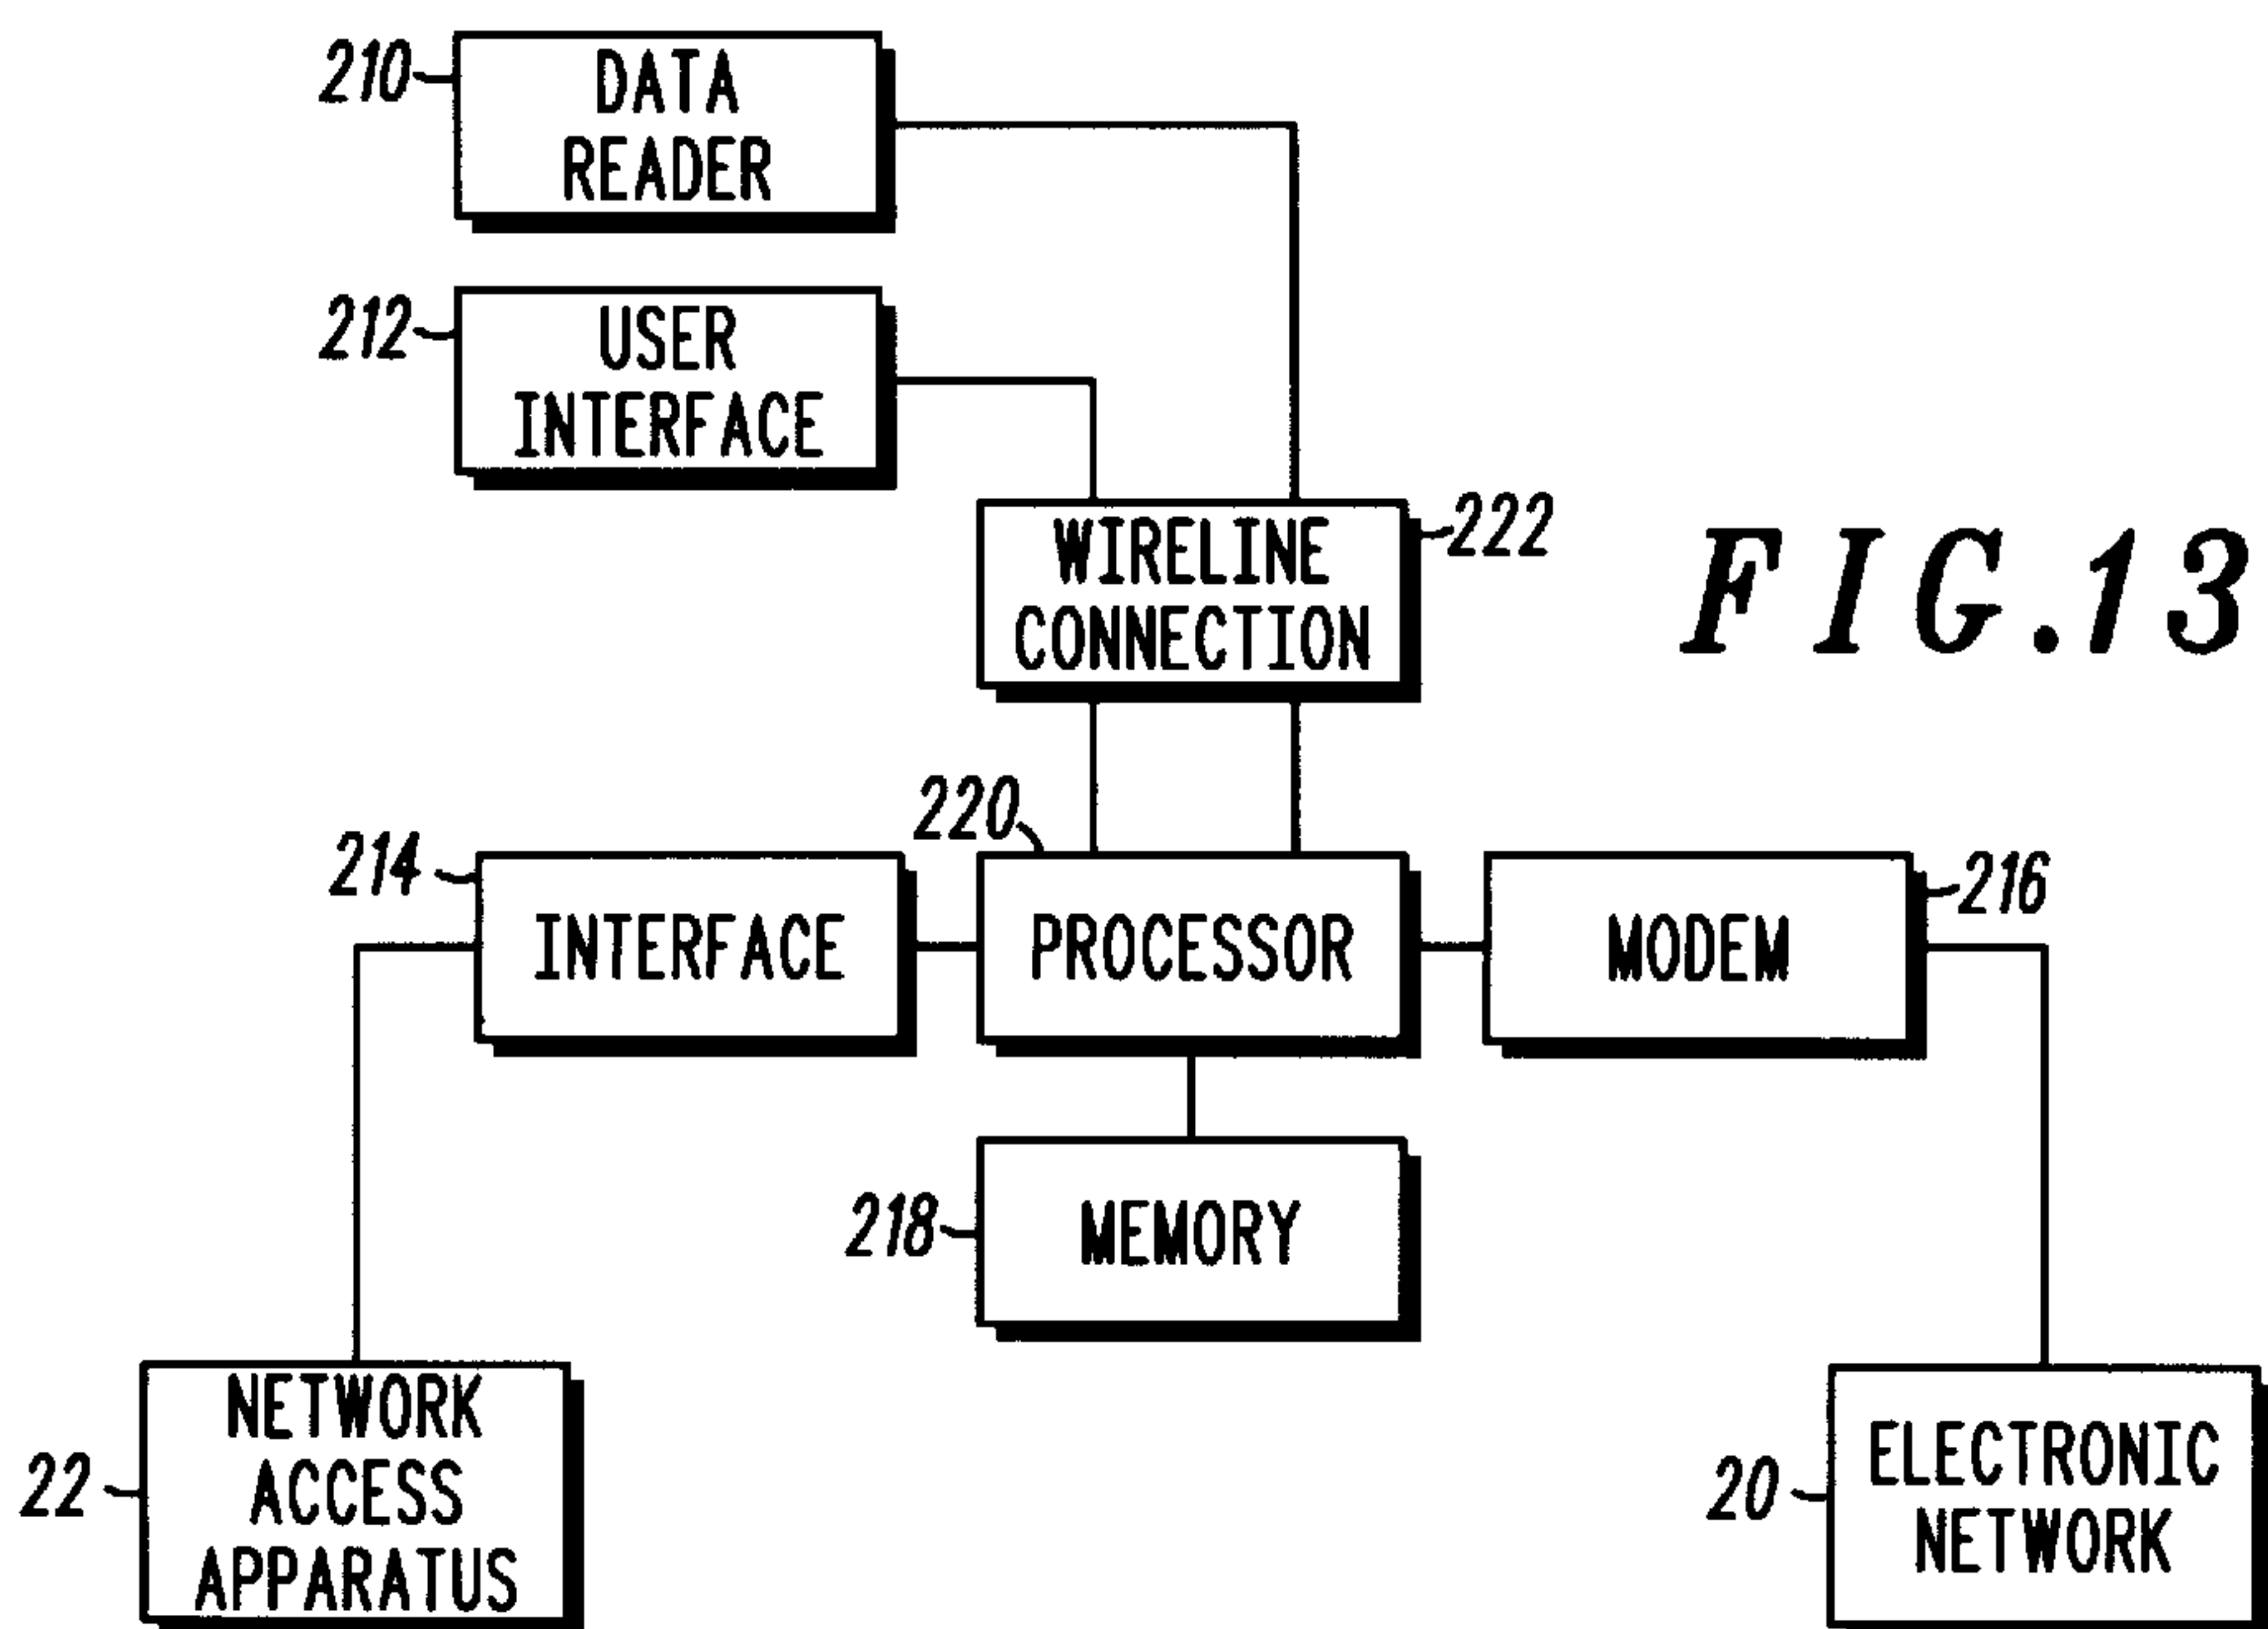 210
DATA
READER
212
USER
INTERFACE
WIRELINE
CONNECTION
222
FIG.13
220
214
INTERFACE
PROCESSOR
MODEM
216
218
MEMORY
22
NETWORK
ACCESS
APPARATUS
20
ELECTRONIC
NETWORK